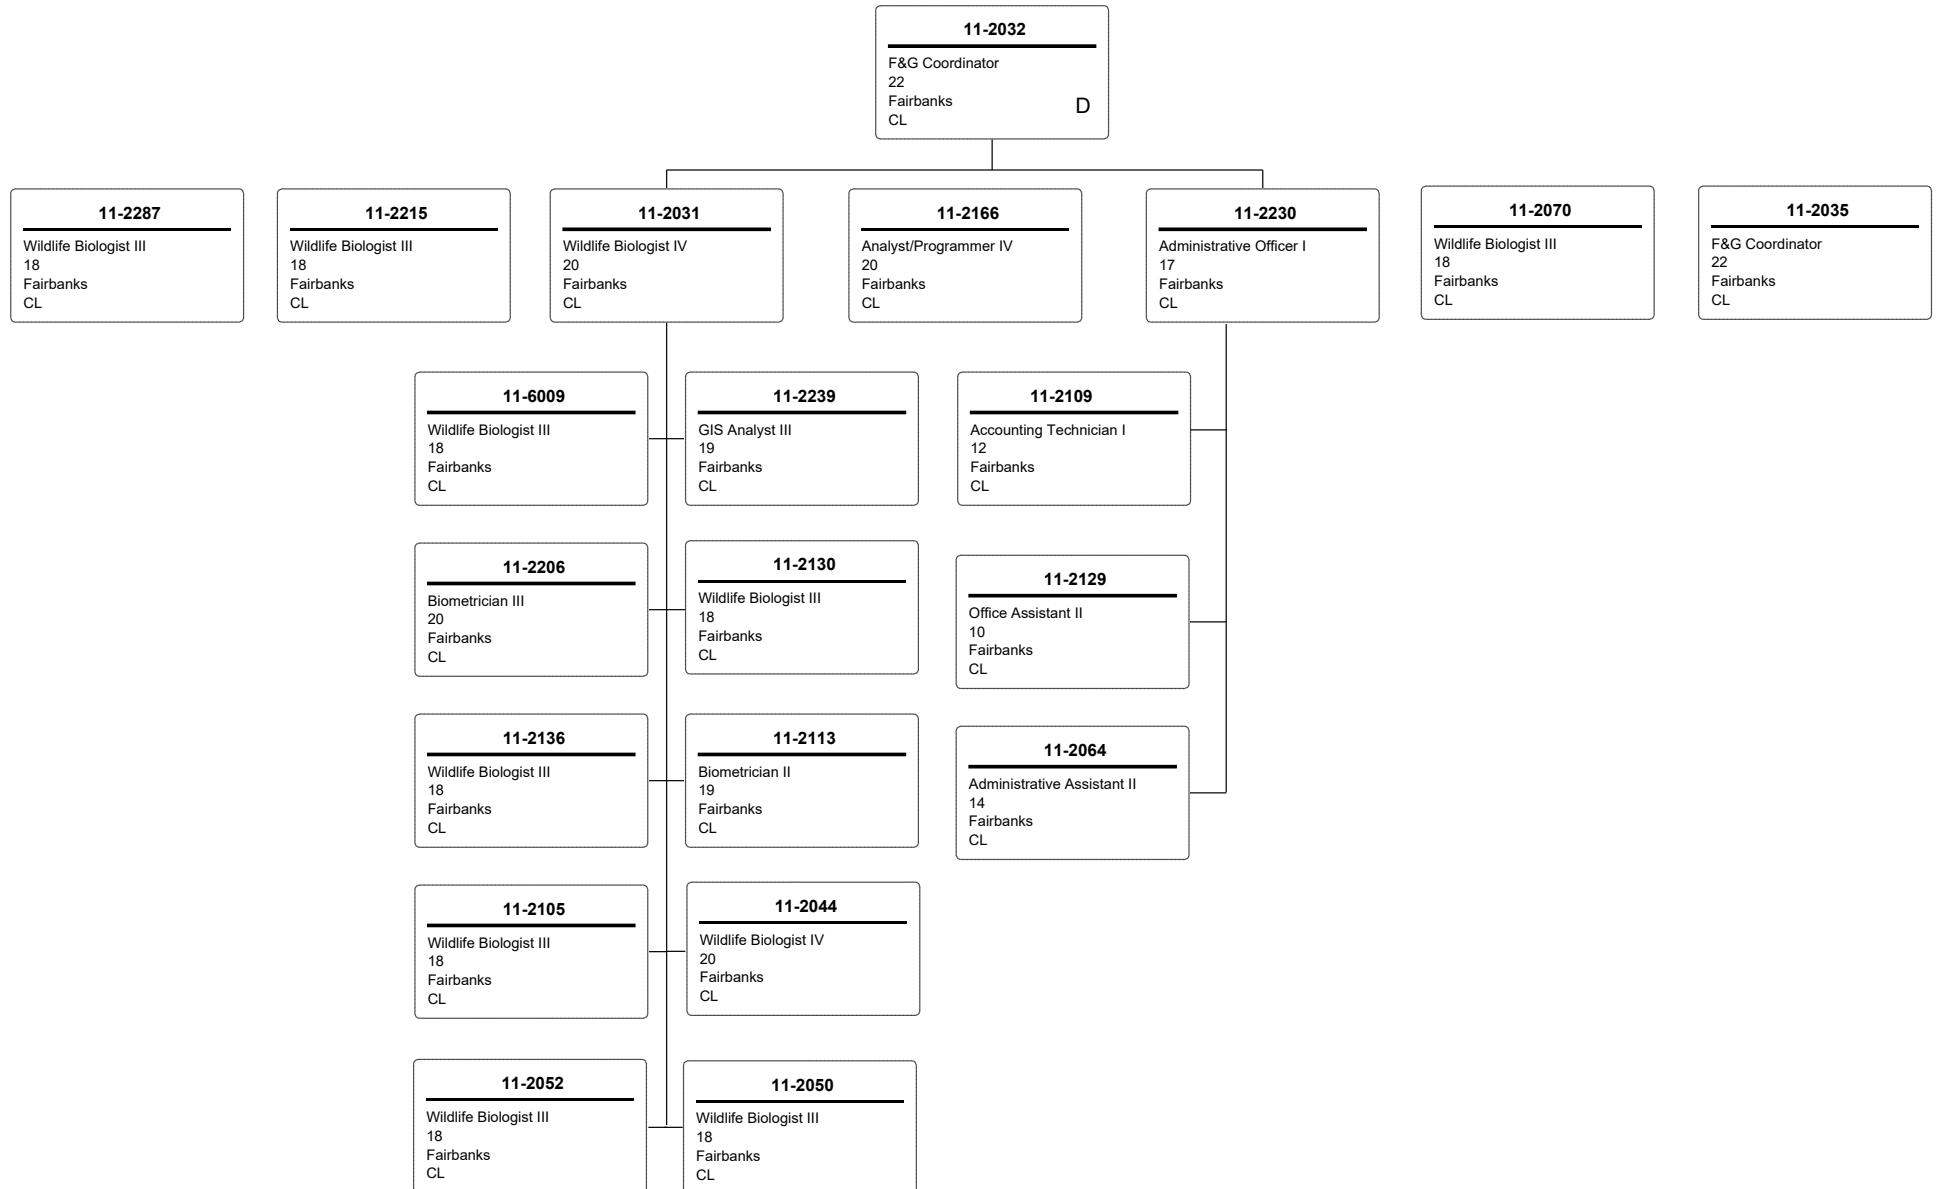 11-2032
F&G Coordinator
22
Fairbanks
CL
D
11-2287
Wildlife Biologist III
18
Fairbanks
CL
11-2215
Wildlife Biologist III
18
Fairbanks
CL
11-2031
Wildlife Biologist IV
20
Fairbanks
CL
11-2166
Analyst/Programmer IV
20
Fairbanks
CL
11-2230
Administrative Officer I
17
Fairbanks
CL
11-2070
Wildlife Biologist III
18
Fairbanks
CL
11-2035
F&G Coordinator
22
Fairbanks
CL
11-6009
Wildlife Biologist III
18
Fairbanks
CL
11-2239
GIS Analyst III
19
Fairbanks
CL
11-2109
Accounting Technician I
12
Fairbanks
CL
11-2206
Biometrician III
20
Fairbanks
CL
11-2130
Wildlife Biologist III
18
Fairbanks
CL
11-2129
Office Assistant II
10
Fairbanks
CL
11-2136
Wildlife Biologist III
18
Fairbanks
CL
11-2113
Biometrician II
19
Fairbanks
CL
11-2064
Administrative Assistant II
14
Fairbanks
CL
11-2105
Wildlife Biologist III
18
Fairbanks
CL
11-2044
Wildlife Biologist IV
20
Fairbanks
CL
11-2052
Wildlife Biologist III
18
Fairbanks
CL
11-2050
Wildlife Biologist III
18
Fairbanks
CL